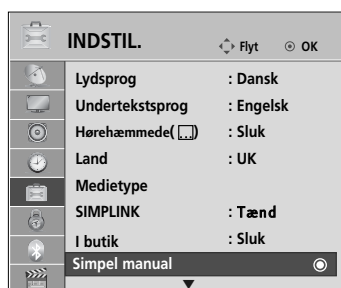 INDSTIL.
Flyt OK
Lydsprog : Dansk
Undertekstsprog : Engelsk
Hørehæmmede( ) : Sluk
Land : UK
Medietype
SIMPLINK : Tænd
I butik : Sluk
Simpel manual